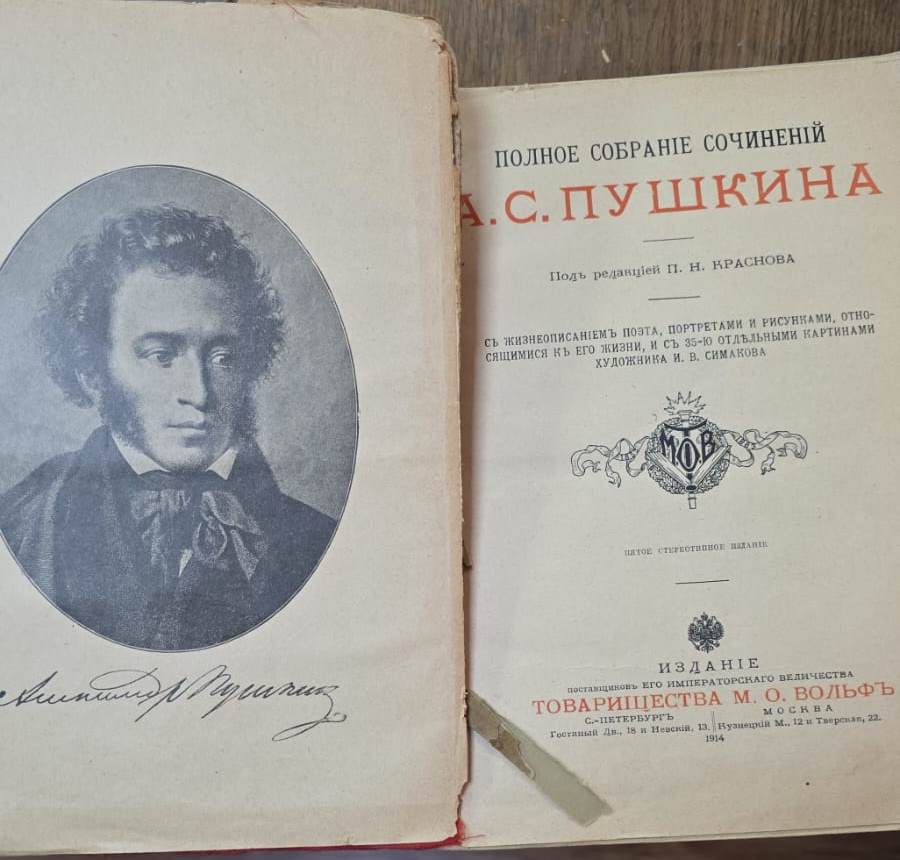 Александр Пушкинъ
ПОЛНОЕ СОБРАНІЕ СОЧИНЕНІЙ
А.С.ПУШКИНА
Подъ редакціей П. Н. КРАСНОВА
СЪ ЖИЗНЕОПИСАНІЕМЪ ПОЭТА, ПОРТРЕТАМИ И РИСУНКАМИ, ОТНО-
СЯЩИМИСЯ КЪ ЕГО ЖИЗНИ, И СЪ 35-Ю ОТДѢЛЬНЫМИ КАРТИНАМИ
ХУДОЖНИКА И. В. СИМАКОВА
М О В
ПЯТОЕ СТЕРЕОТИПНОЕ ИЗДАНІЕ
ИЗДАНІЕ
ПОСТАВЩИКОВЪ ЕГО ИМПЕРАТОРСКАГО ВЕЛИЧЕСТВА
ТОВАРИЩЕСТВА М. О. ВОЛЬФЪ
С.-ПЕТЕРБУРГЪ
Гостиный Дв., 18 и Невскій, 13.
МОСКВА
Кузнецкій М., 12 и Тверская, 22.
1914